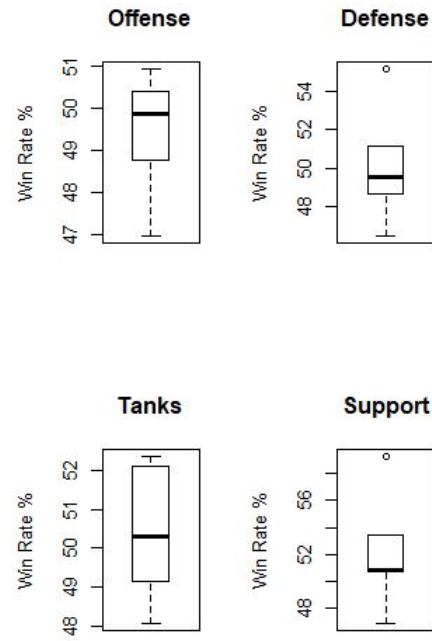 Offense
Win Rate %
51
50
49
48
47
Defense
Win Rate %
54
52
50
48
Tanks
Win Rate %
52
51
50
49
48
Support
Win Rate %
56
52
48